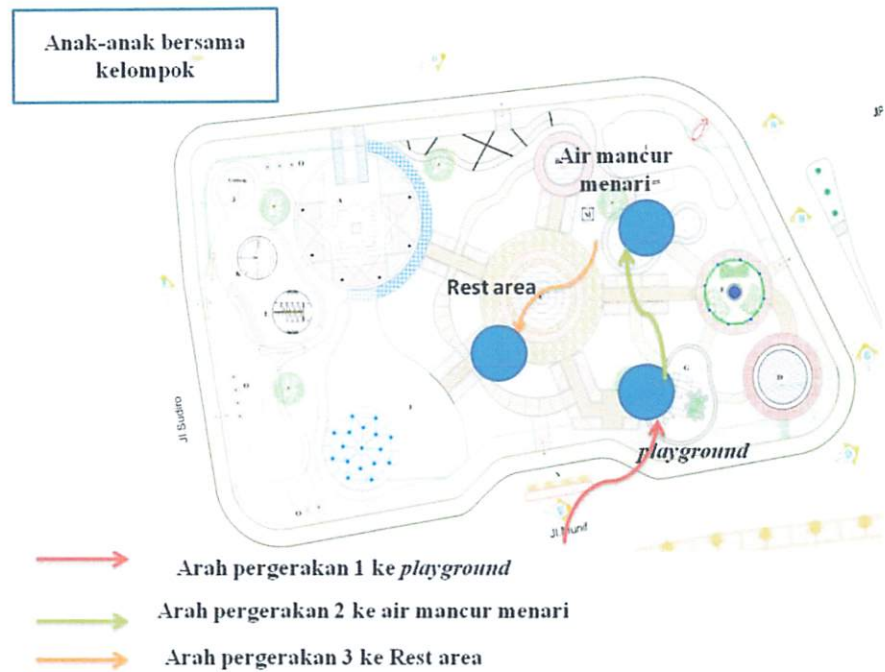 Anak-anak bersama
kelompok
Air mancur
menari
Rest area
G
D
playground
Jl Sudiro
Arah pergerakan 1 ke playground
Arah pergerakan 2 ke air mancur menari
Arah pergerakan 3 ke Rest area